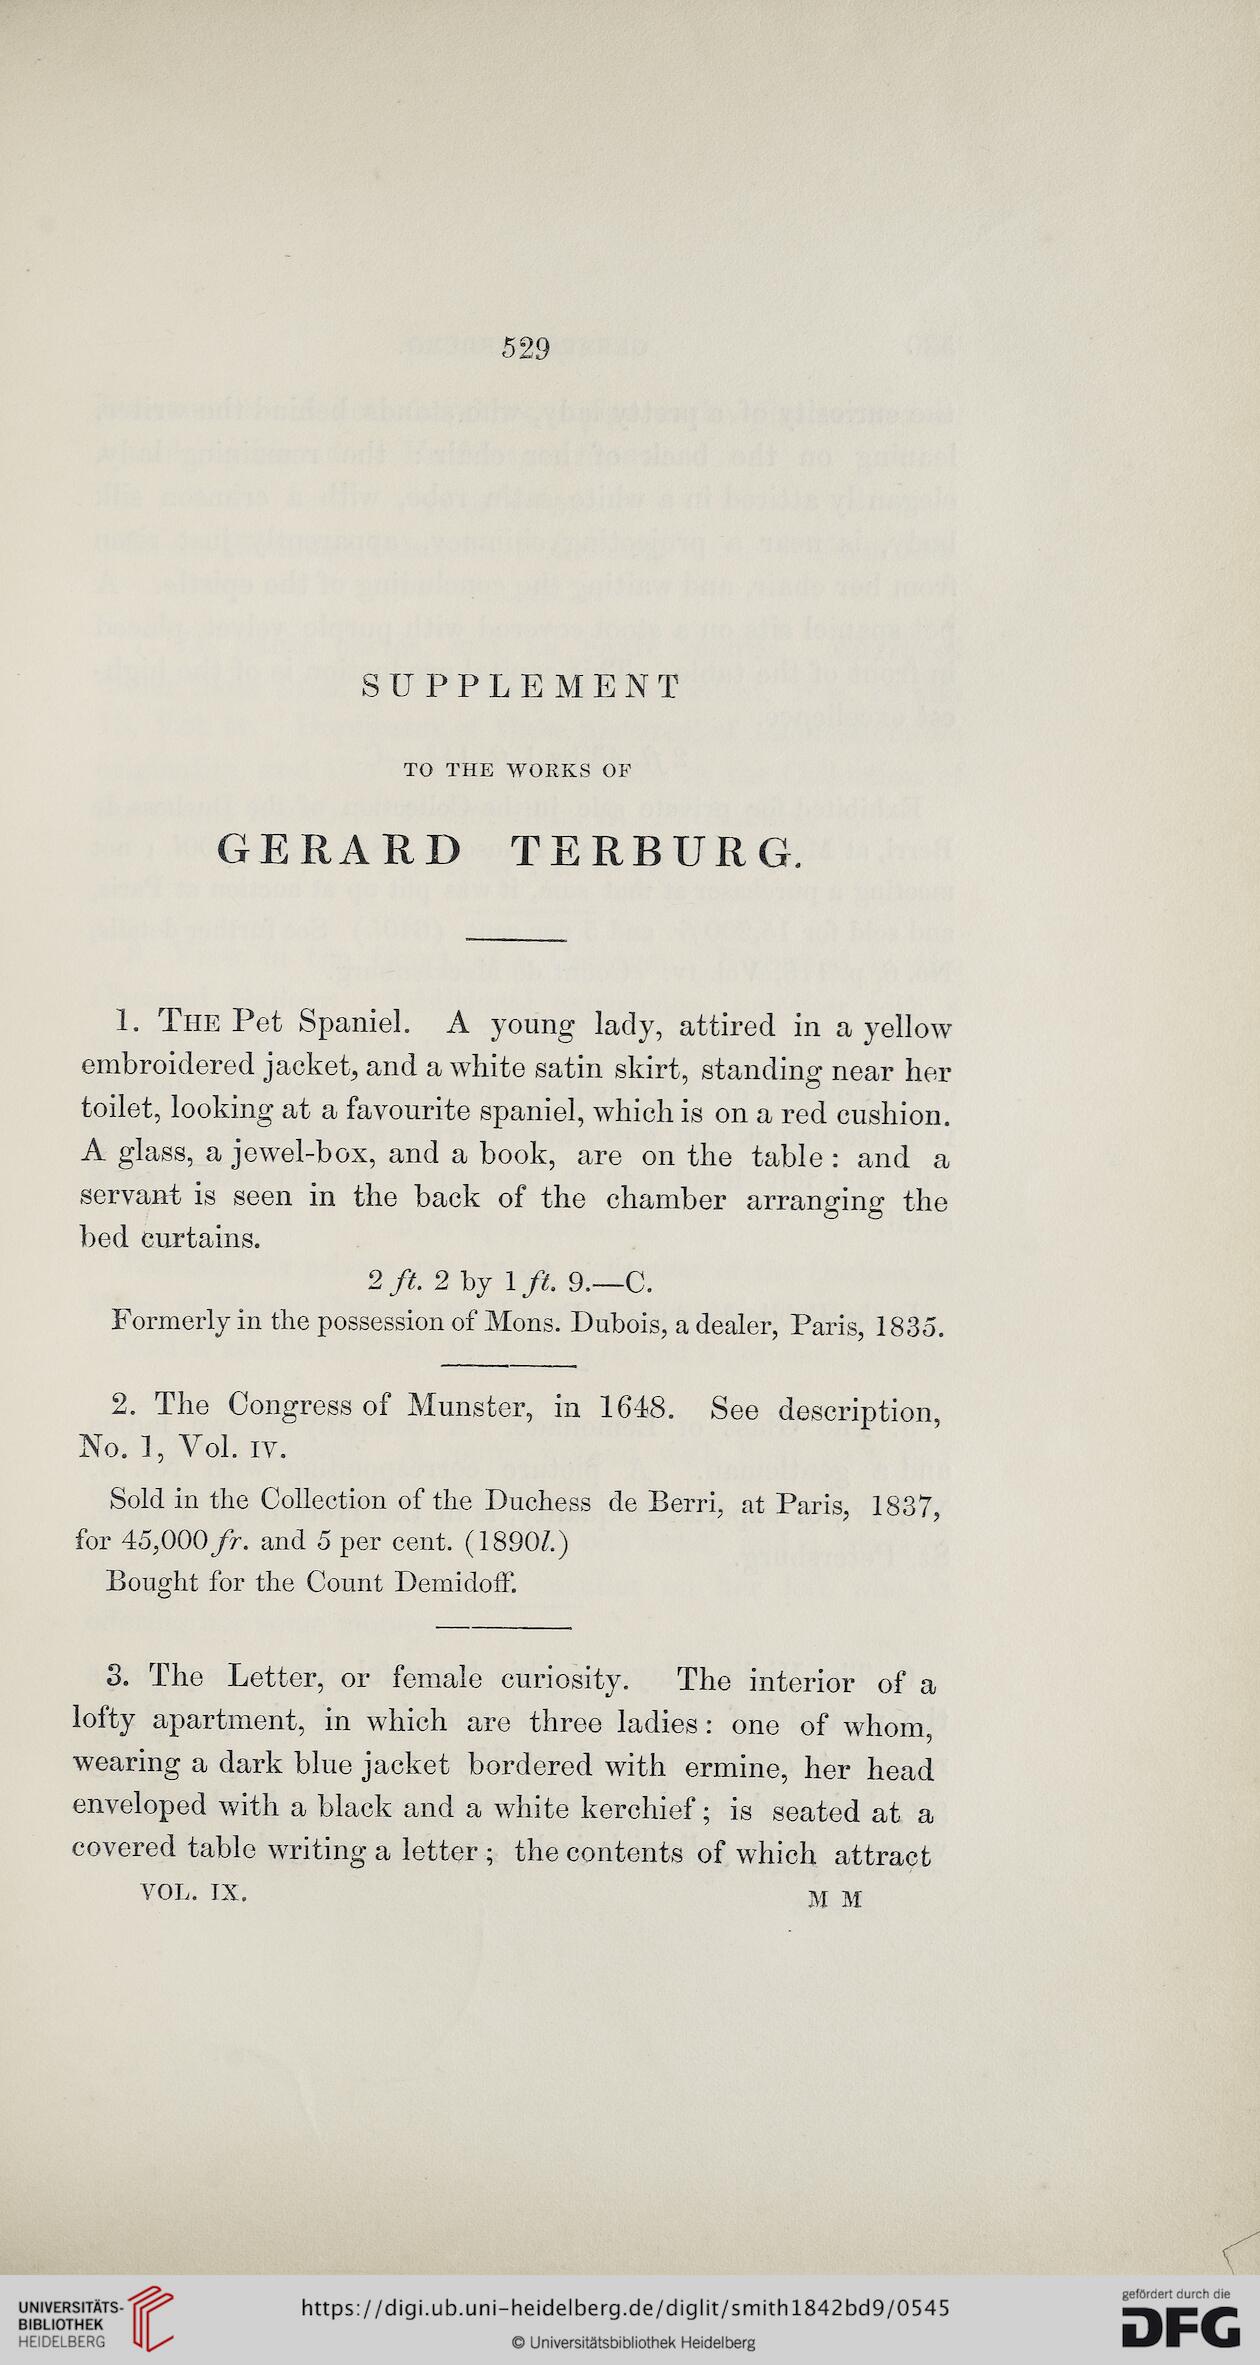 529
SUPPLEMENT
TO THE WORKS OF
GERARD TERBURG.
1. THE Pet Spaniel. A young lady, attired in a yellow
embroidered jacket, and a white satin skirt, standing near her
toilet, looking at a favourite spaniel, which is on a red cushion.
A glass, a jewel-box, and a book, are on the table: and a
servant is seen in the back of the chamber arranging the
bed curtains.
2 ft. 2 by 1 ft. 9.—C.
Formerly in the possession of Mons. Dubois, a dealer, Paris, 1835.
2. The Congress of Munster, in 1648. See description,
No. 1, Vol. IV.
Sold in the Collection of the Duchess de Berri, at Paris, 1837,
for 45,000 fr. and 5 per cent. (1890l.)
Bought for the Count Demidoff.
3. The Letter, or female curiosity. The interior of a
lofty apartment, in which are three ladies: one of whom,
wearing a dark blue jacket bordered with ermine, her head
enveloped with a black and a white kerchief; is seated at a
covered table writing a letter; the contents of which attract
VOL. IX. M M
UNIVERSITÄTS-
BIBLIOTHEK
HEIDELBERG
https://digi.ub.uni-heidelberg.de/diglit/smith1842bd9/0545
© Universitätsbibliothek Heidelberg
gefördert durch die
DFG